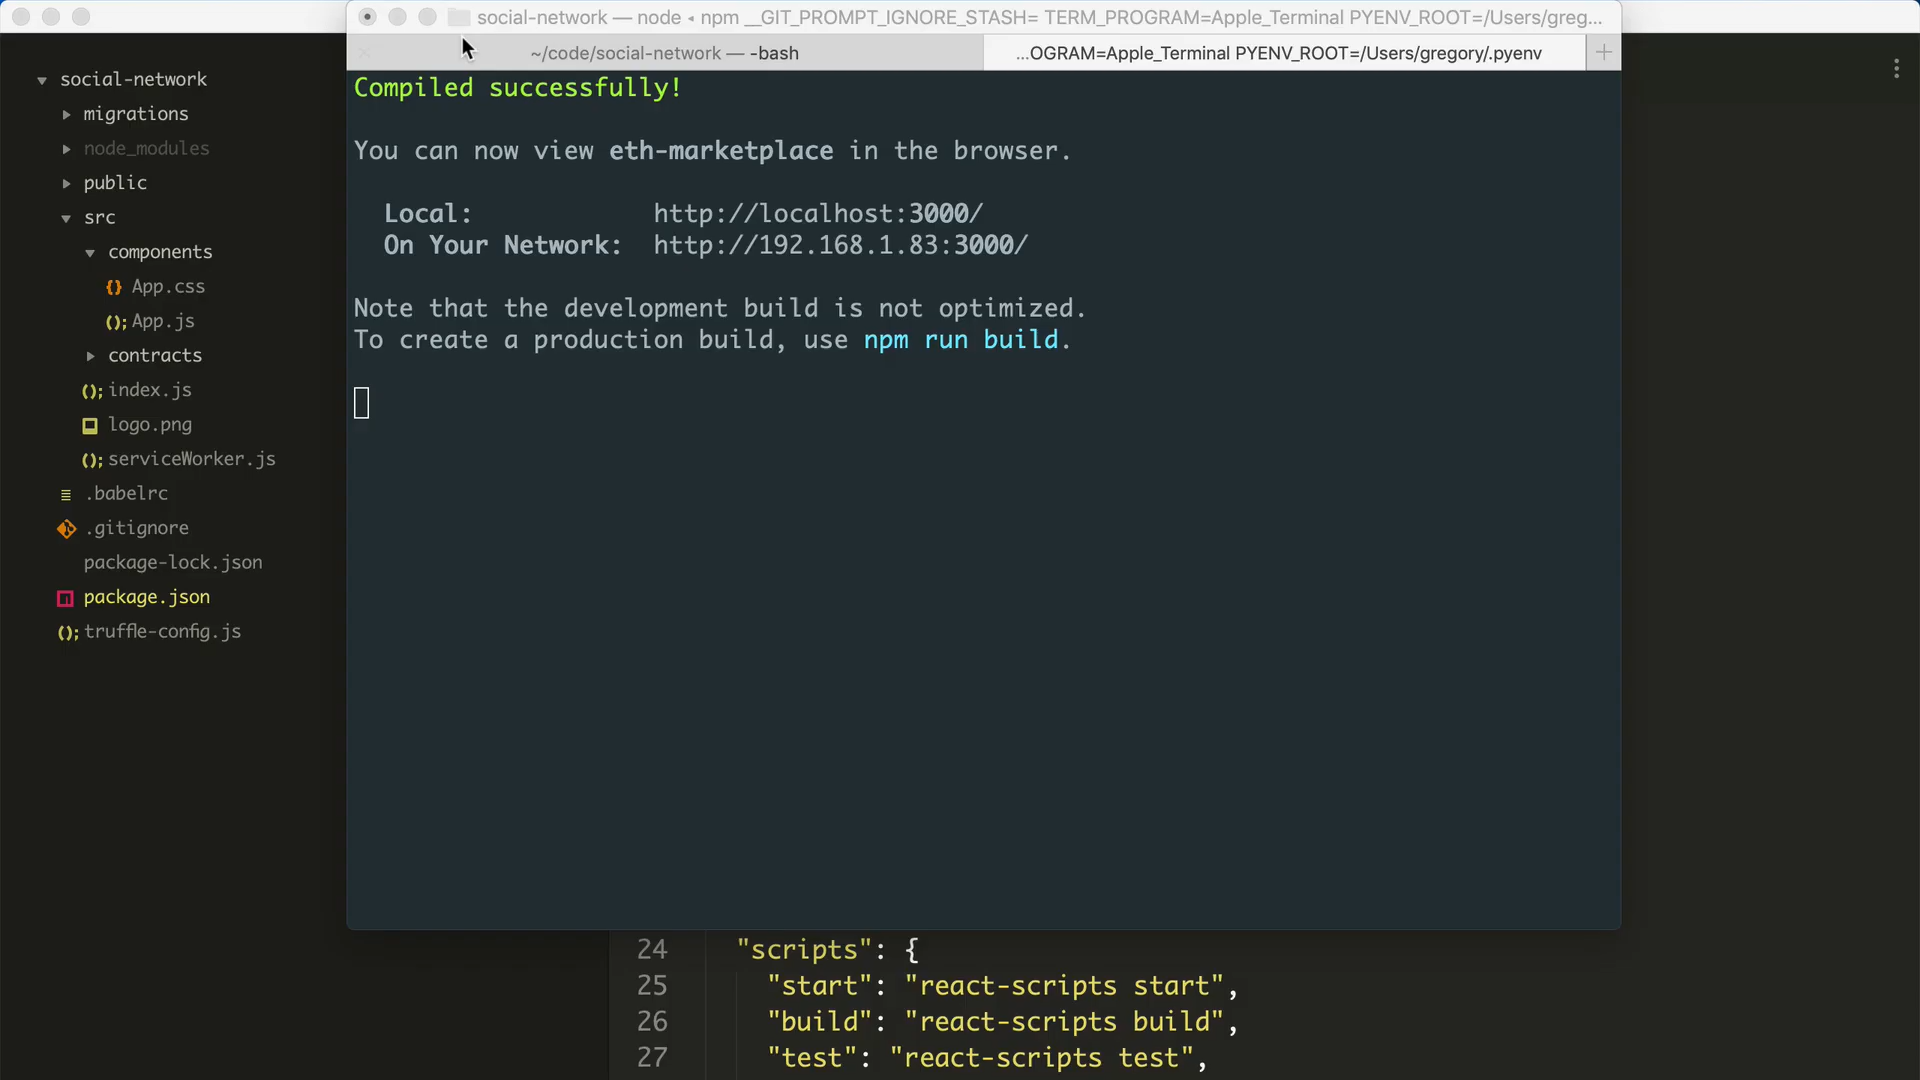 social-network — node ◂ npm __GIT_PROMPT_IGNORE_STASH= TERM_PROGRAM=Apple_Terminal PYENV_ROOT=/Users/greg...
~/code/social-network — -bash
...OGRAM=Apple_Terminal PYENV_ROOT=/Users/gregory/.pyenv
social-network
migrations
node_modules
public
src
components
App.css
App.js
contracts
index.js
logo.png
serviceWorker.js
.babelrc
.gitignore
package-lock.json
package.json
truffle-config.js
Compiled successfully!
You can now view eth-marketplace in the browser.
Local: http://localhost:3000/
On Your Network: http://192.168.1.83:3000/
Note that the development build is not optimized.
To create a production build, use npm run build.
24 "scripts": {
25 "start": "react-scripts start",
26 "build": "react-scripts build",
27 "test": "react-scripts test",